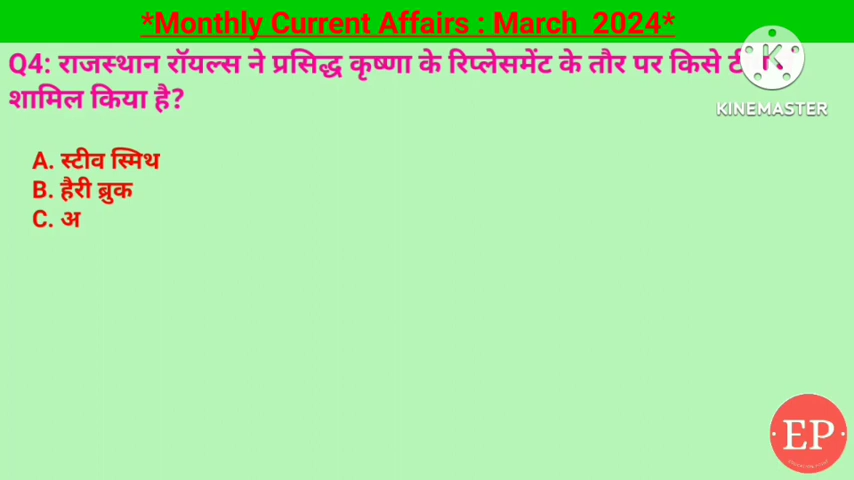 *Monthly Current Affairs : March 2024*
Q4: राजस्थान रॉयल्स ने प्रसिद्ध कृष्णा के रिप्लेसमेंट के तौर पर किसे
शामिल किया है?
K
KINEMASTER
A. स्टीव स्मिथ
B. हैरी ब्रुक
C. अ
EP